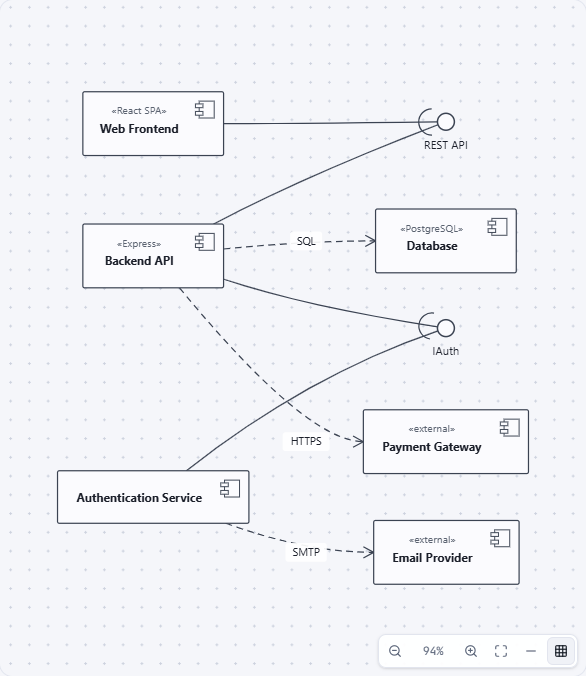 «React SPA»
Web Frontend
REST API
«Express»
Backend API
SQL
«PostgreSQL»
Database
IAuth
HTTPS
«external»
Payment Gateway
Authentication Service
SMTP
«external»
Email Provider
94%